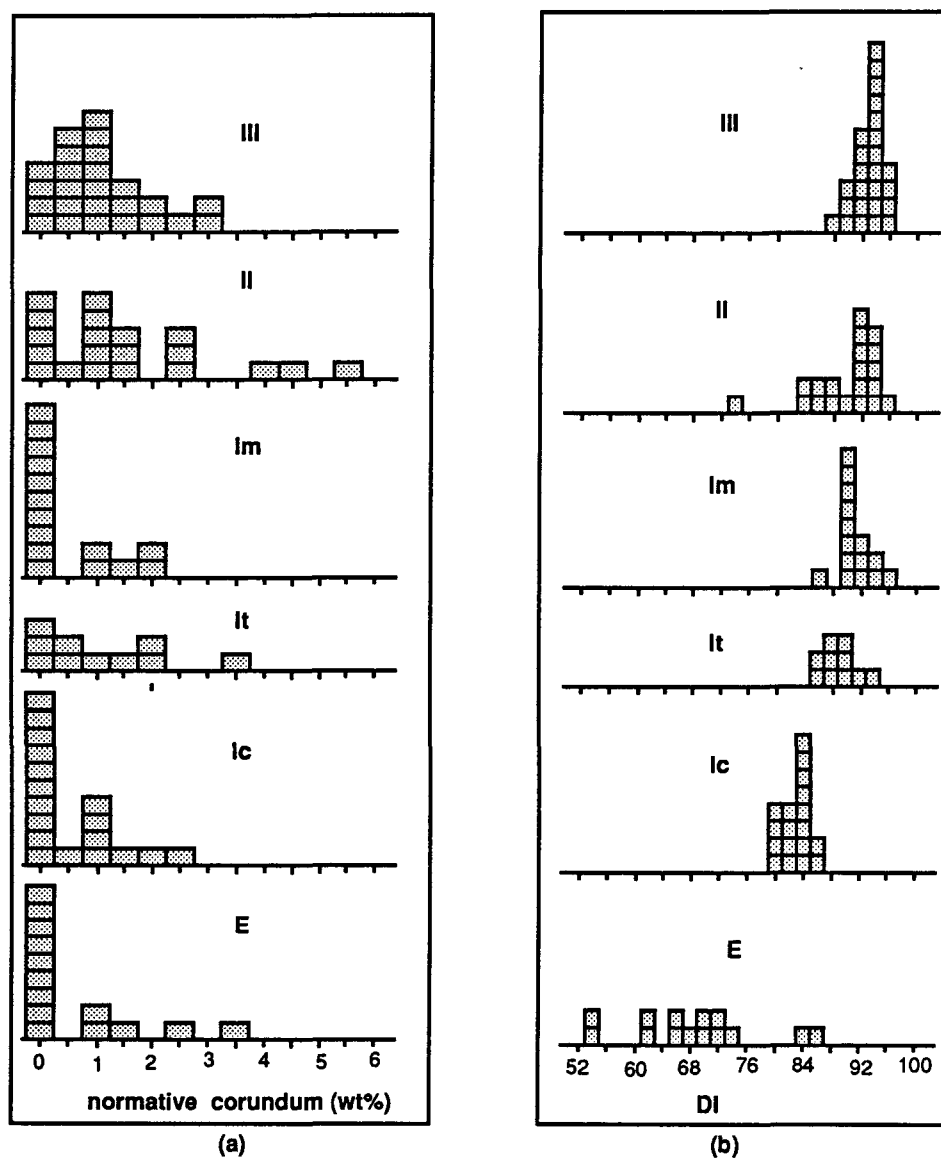 III
II
Im
It
Ic
E
0 1 2 3 4 5 6
normative corundum (wt%)
(a)
III
II
Im
It
Ic
E
52 60 68 76 84 92 100
DI
(b)